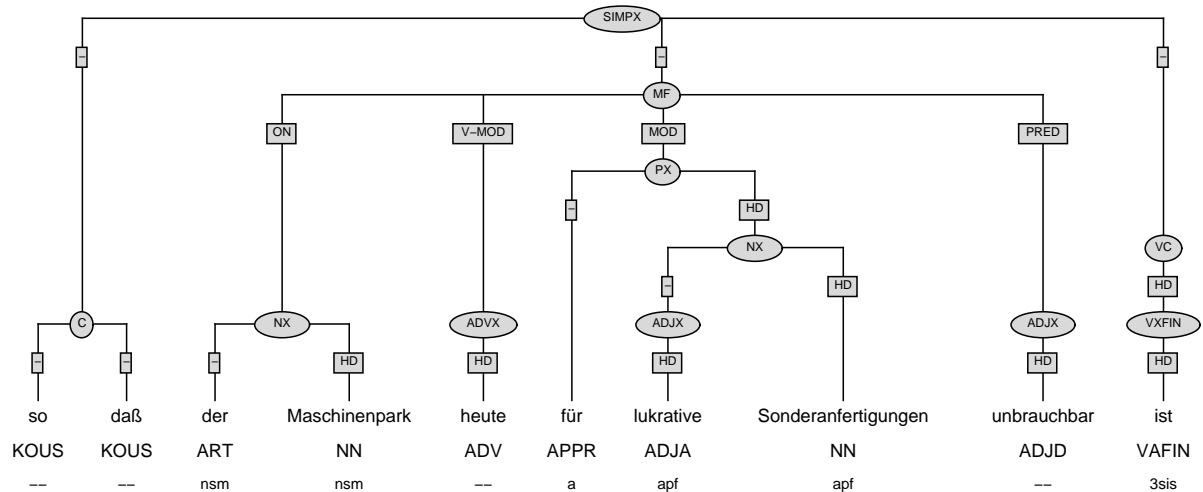 SIMPX
– – –
MF
ON V–MOD MOD PRED
PX
– HD
NX VC
– HD HD
C NX ADVX ADJX ADJX VXFIN
– – – HD HD HD HD HD
so daß der Maschinenpark heute für lukrative Sonderanfertigungen unbrauchbar ist
KOUS KOUS ART NN ADV APPR ADJA NN ADJD VAFIN
–– –– nsm nsm –– a apf apf –– 3sis